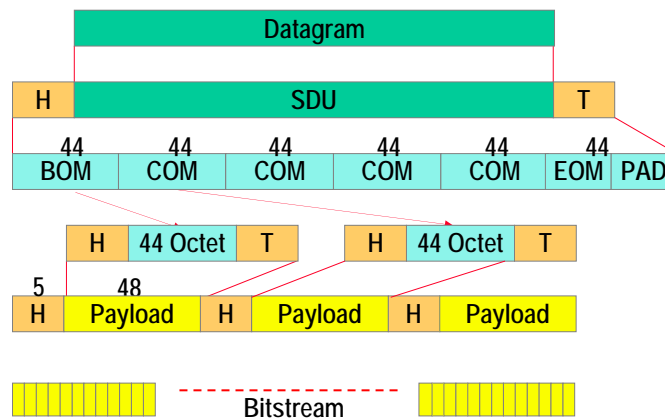 Datagram
H SDU T
44 44 44 44 44 44
BOM COM COM COM COM EOM PAD
H 44 Octet T H 44 Octet T
5 48
H Payload H Payload H Payload
Bitstream